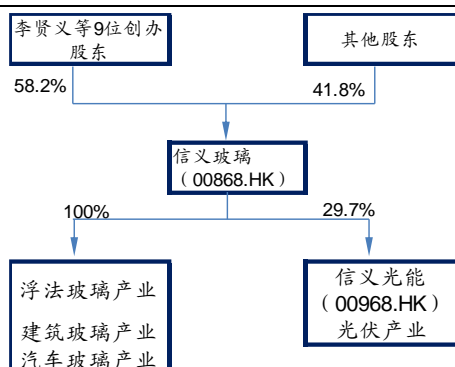 李贤义等9位创办
股东
其他股东
58.2%
41.8%
信义玻璃
（00868.HK）
100%
29.7%
浮法玻璃产业
建筑玻璃产业
汽车玻璃产业
信义光能
（00968.HK）
光伏产业